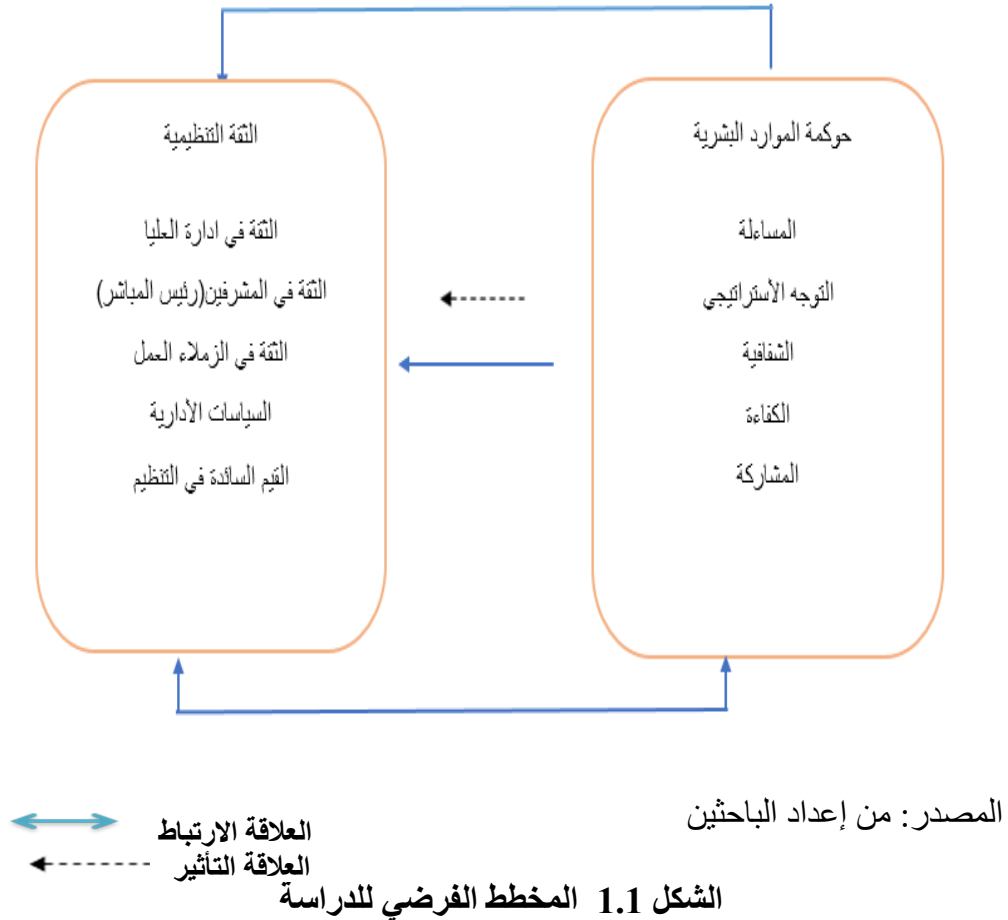 حوكمة الموارد البشرية
المساءلة
التوجه الأستراتيجي
الشفافية
الكفاءة
المشاركة
الثقة التنظيمية
الثقة في ادارة العليا
الثقة في المشرفين(رئيس المباشر)
الثقة في الزملاء العمل
السياسات الأدارية
القيم السائدة في التنظيم
المصدر: من إعداد الباحثين
العلاقة الارتباط
العلاقة التأثير
الشكل 1.1 المخطط الفرضي للدراسة